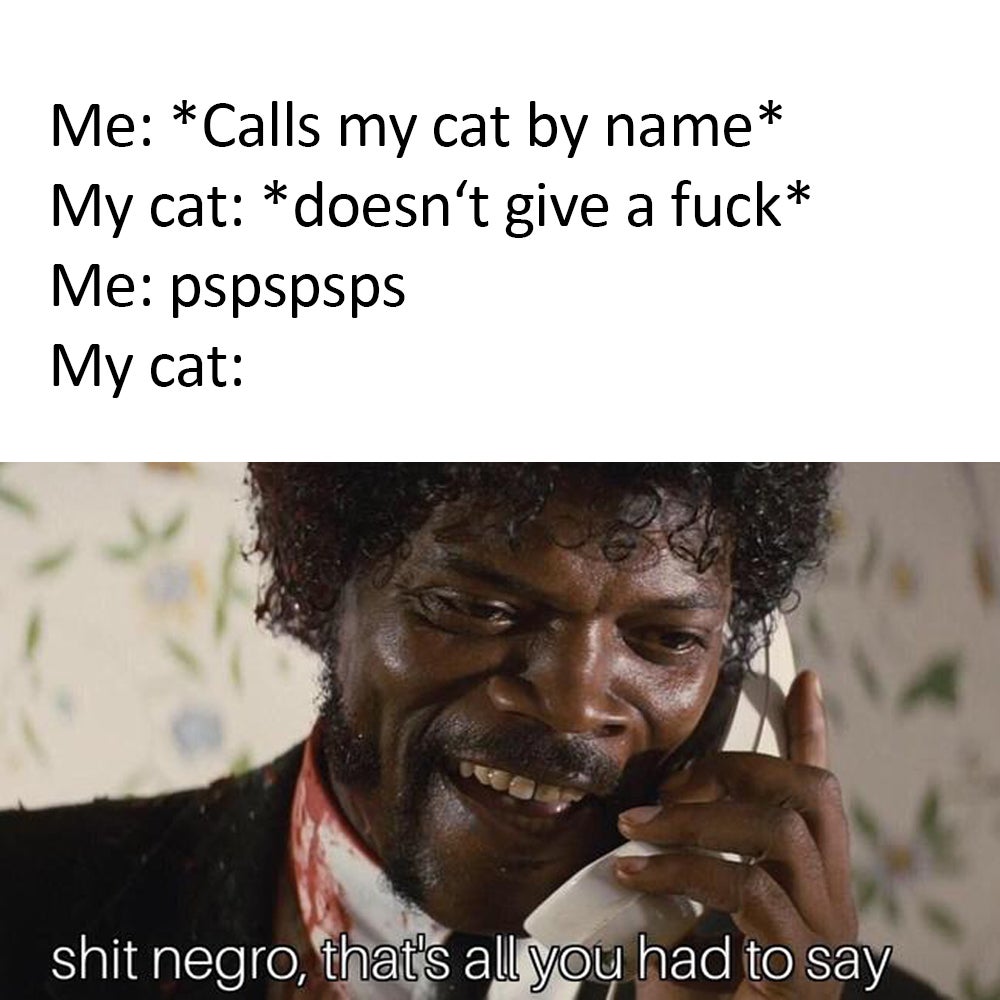 Me: *Calls my cat by name*
My cat: *doesn‘t give a fuck*
Me: pspspsps
My cat:
shit negro, that's all you had to say